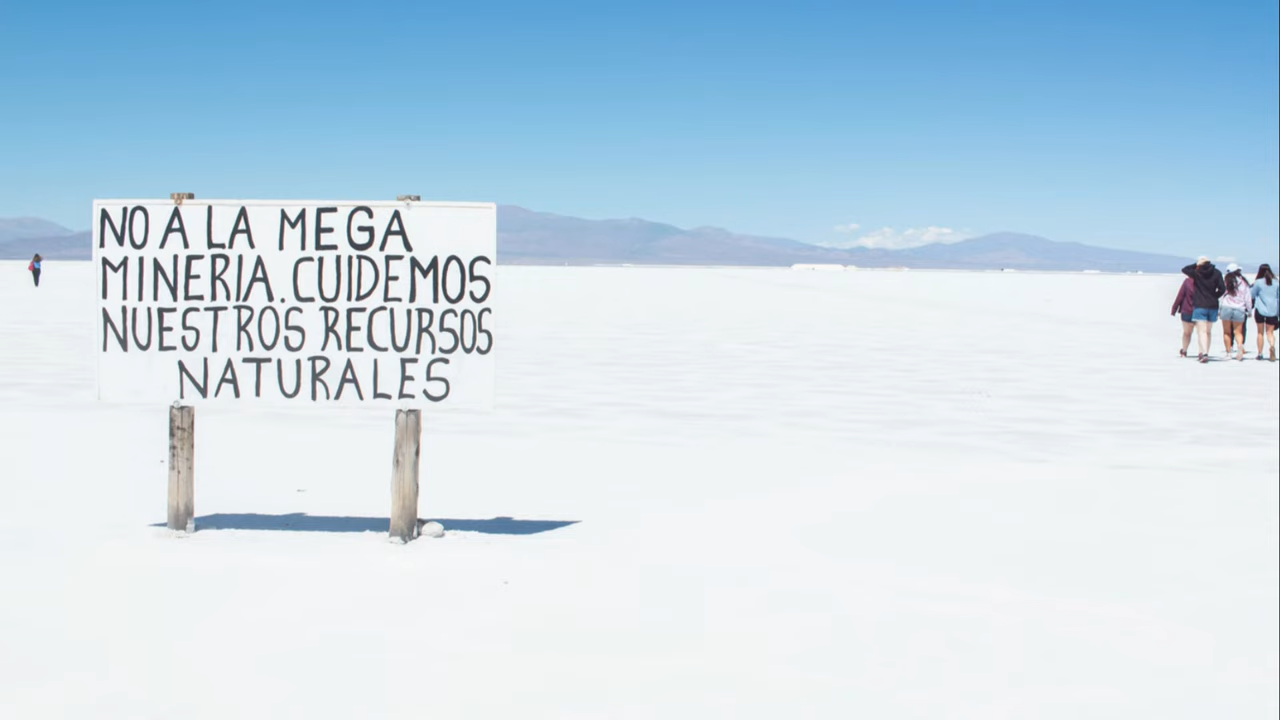 NO A LA MEGA
MINERIA. CUIDEMOS
NUESTROS RECURSOS
NATURALES